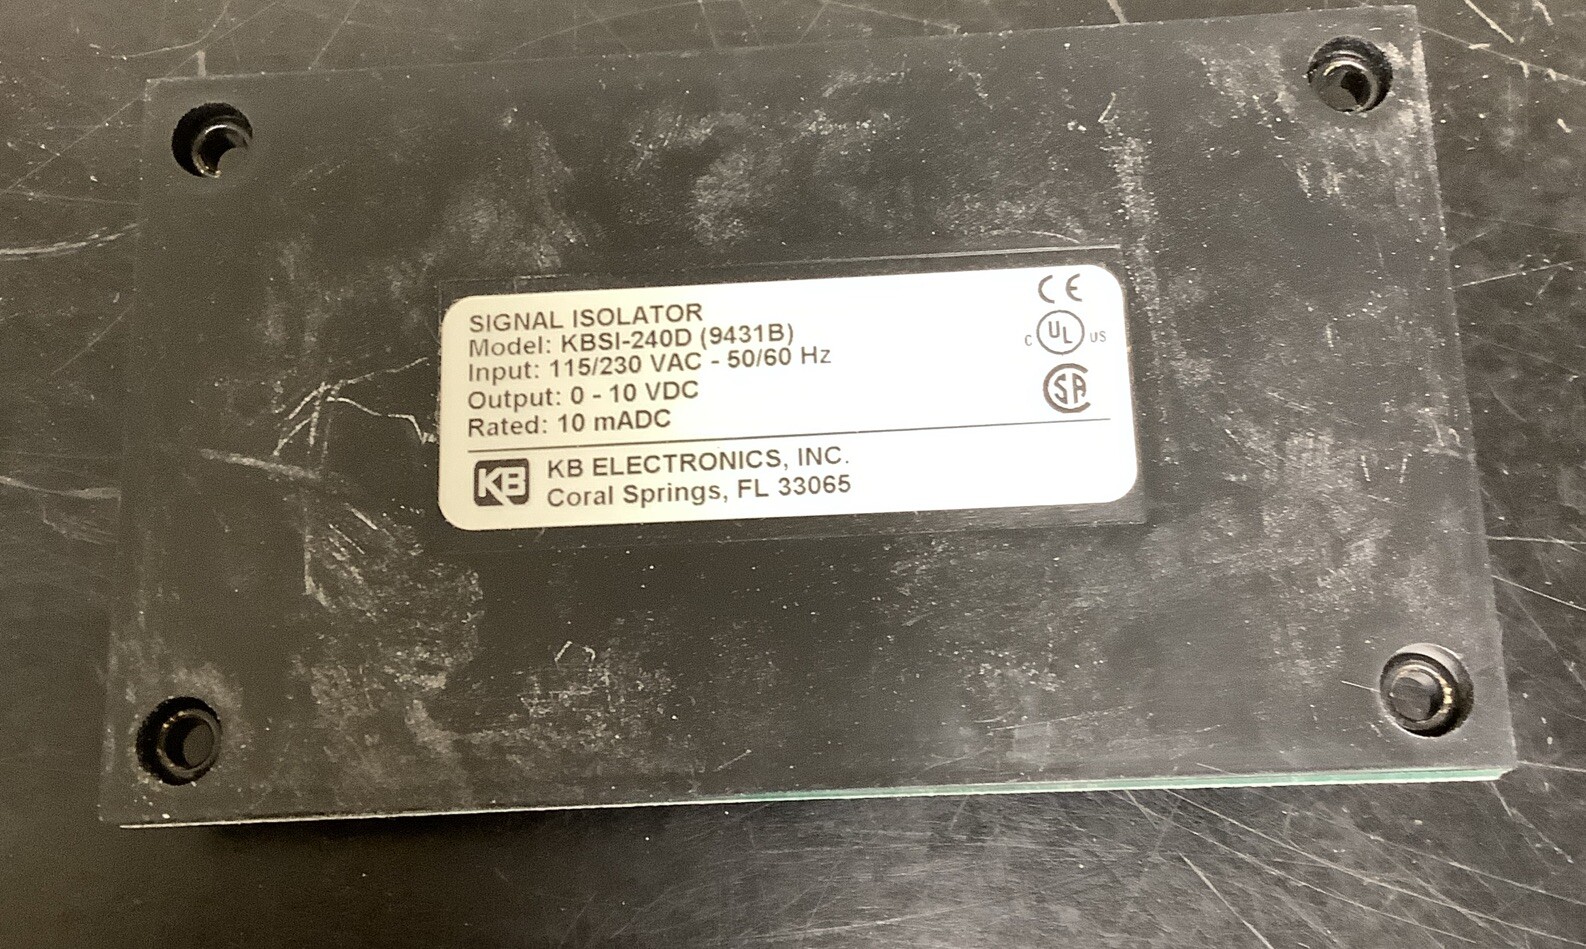 SIGNAL ISOLATOR
Model: KBSI-240D (9431B)
Input: 115/230 VAC - 50/60 Hz
Output: 0 - 10 VDC
Rated: 10 mADC
CE
C UL US
SA
KB
KB ELECTRONICS, INC.
Coral Springs, FL 33065